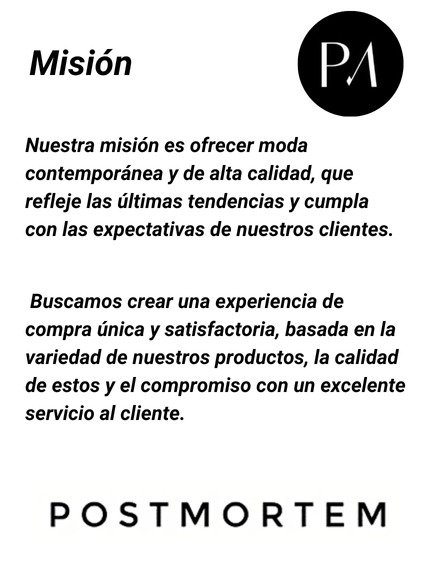 Misión
PA
Nuestra misión es ofrecer moda
contemporánea y de alta calidad, que
refleje las últimas tendencias y cumpla
con las expectativas de nuestros clientes.
Buscamos crear una experiencia de
compra única y satisfactoria, basada en la
variedad de nuestros productos, la calidad
de estos y el compromiso con un excelente
servicio al cliente.
POSTMORTEM